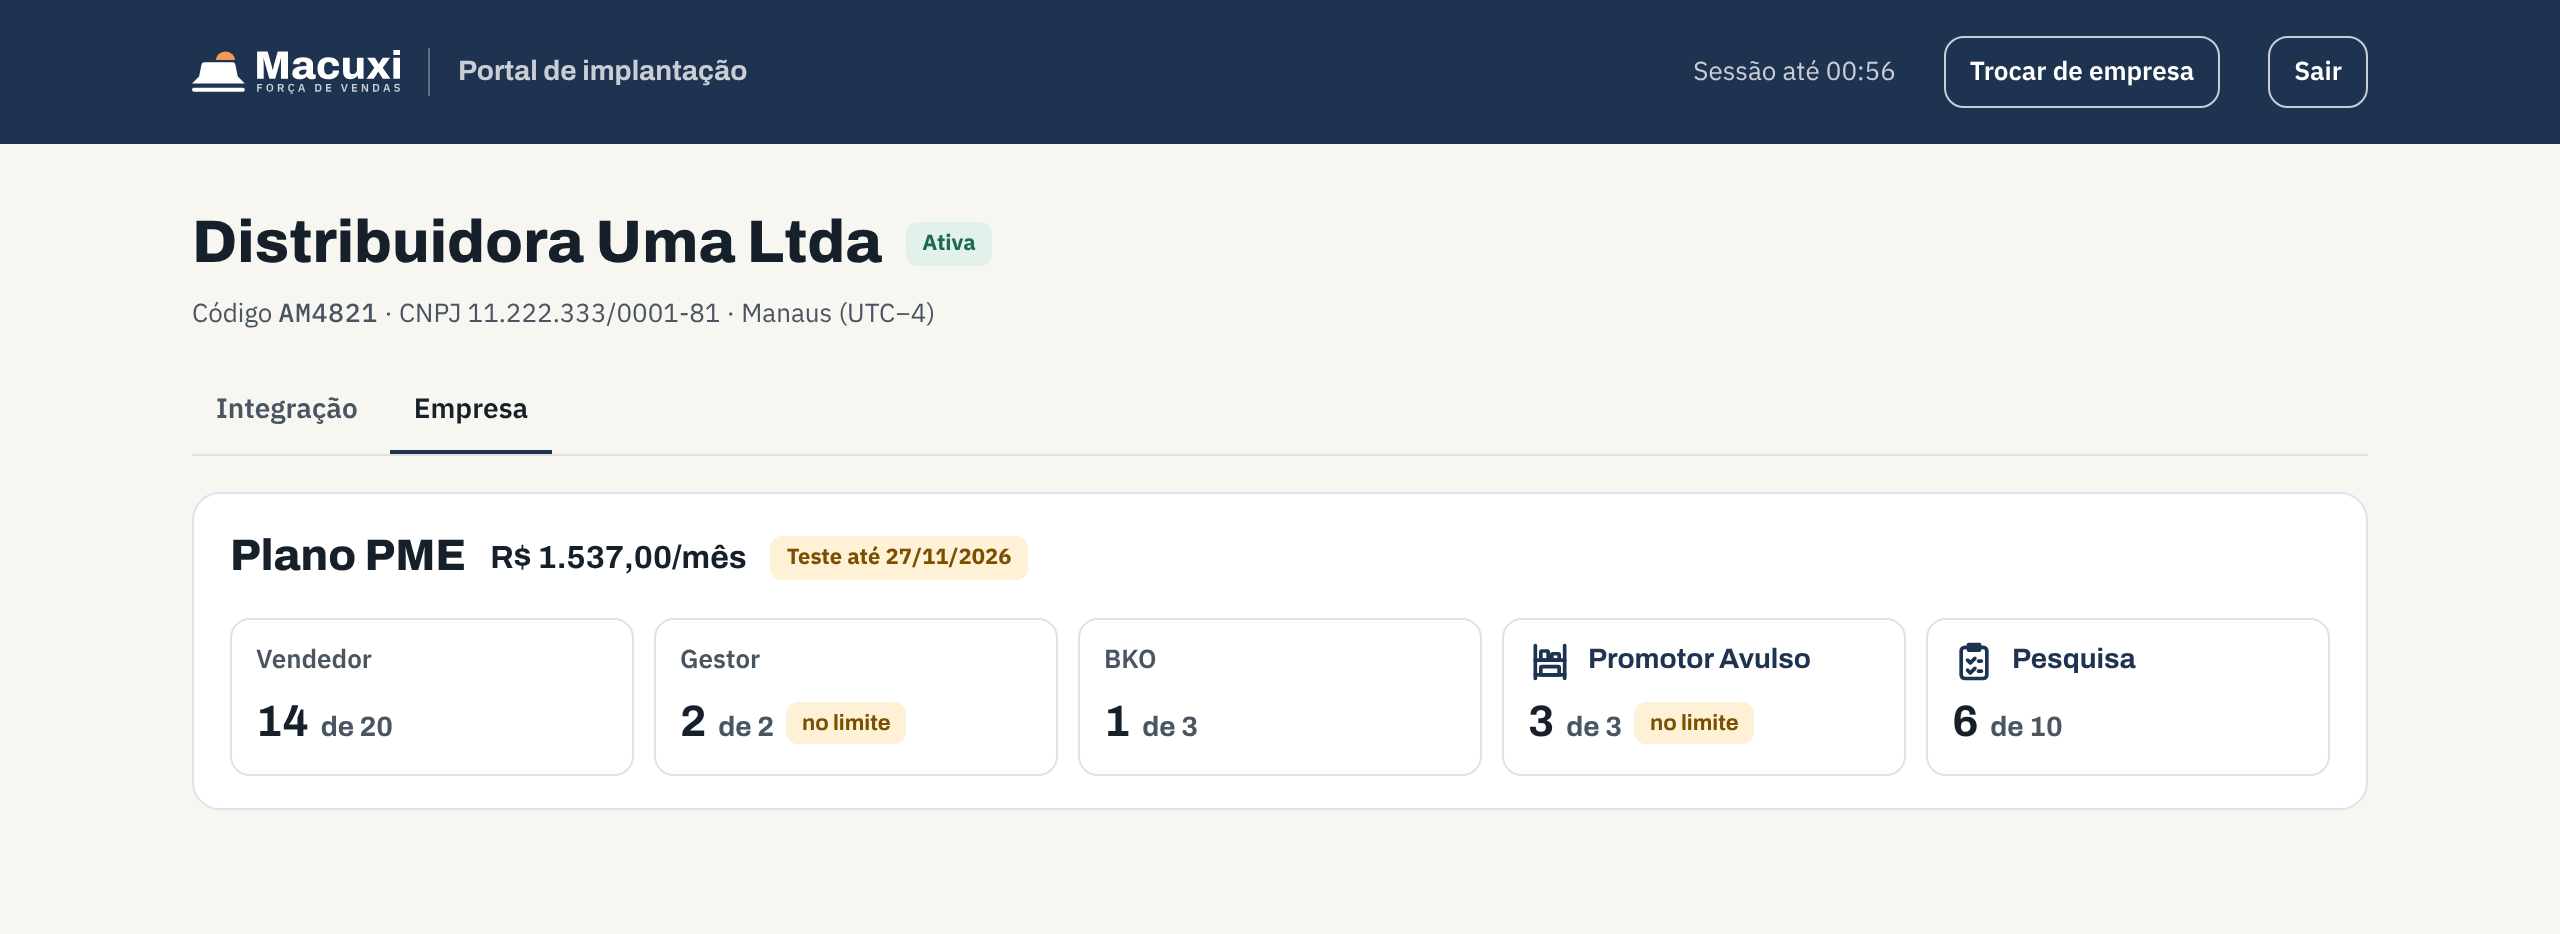 Macuxi
FORÇA DE VENDAS
Portal de implantação
Sessão até 00:56
Trocar de empresa
Sair
Distribuidora Uma Ltda
Ativa
Código AM4821 · CNPJ 11.222.333/0001-81 · Manaus (UTC−4)
Integração
Empresa
Plano PME
R$ 1.537,00/mês
Teste até 27/11/2026
Vendedor
14 de 20
Gestor
2 de 2 no limite
BKO
1 de 3
Promotor Avulso
3 de 3 no limite
Pesquisa
6 de 10